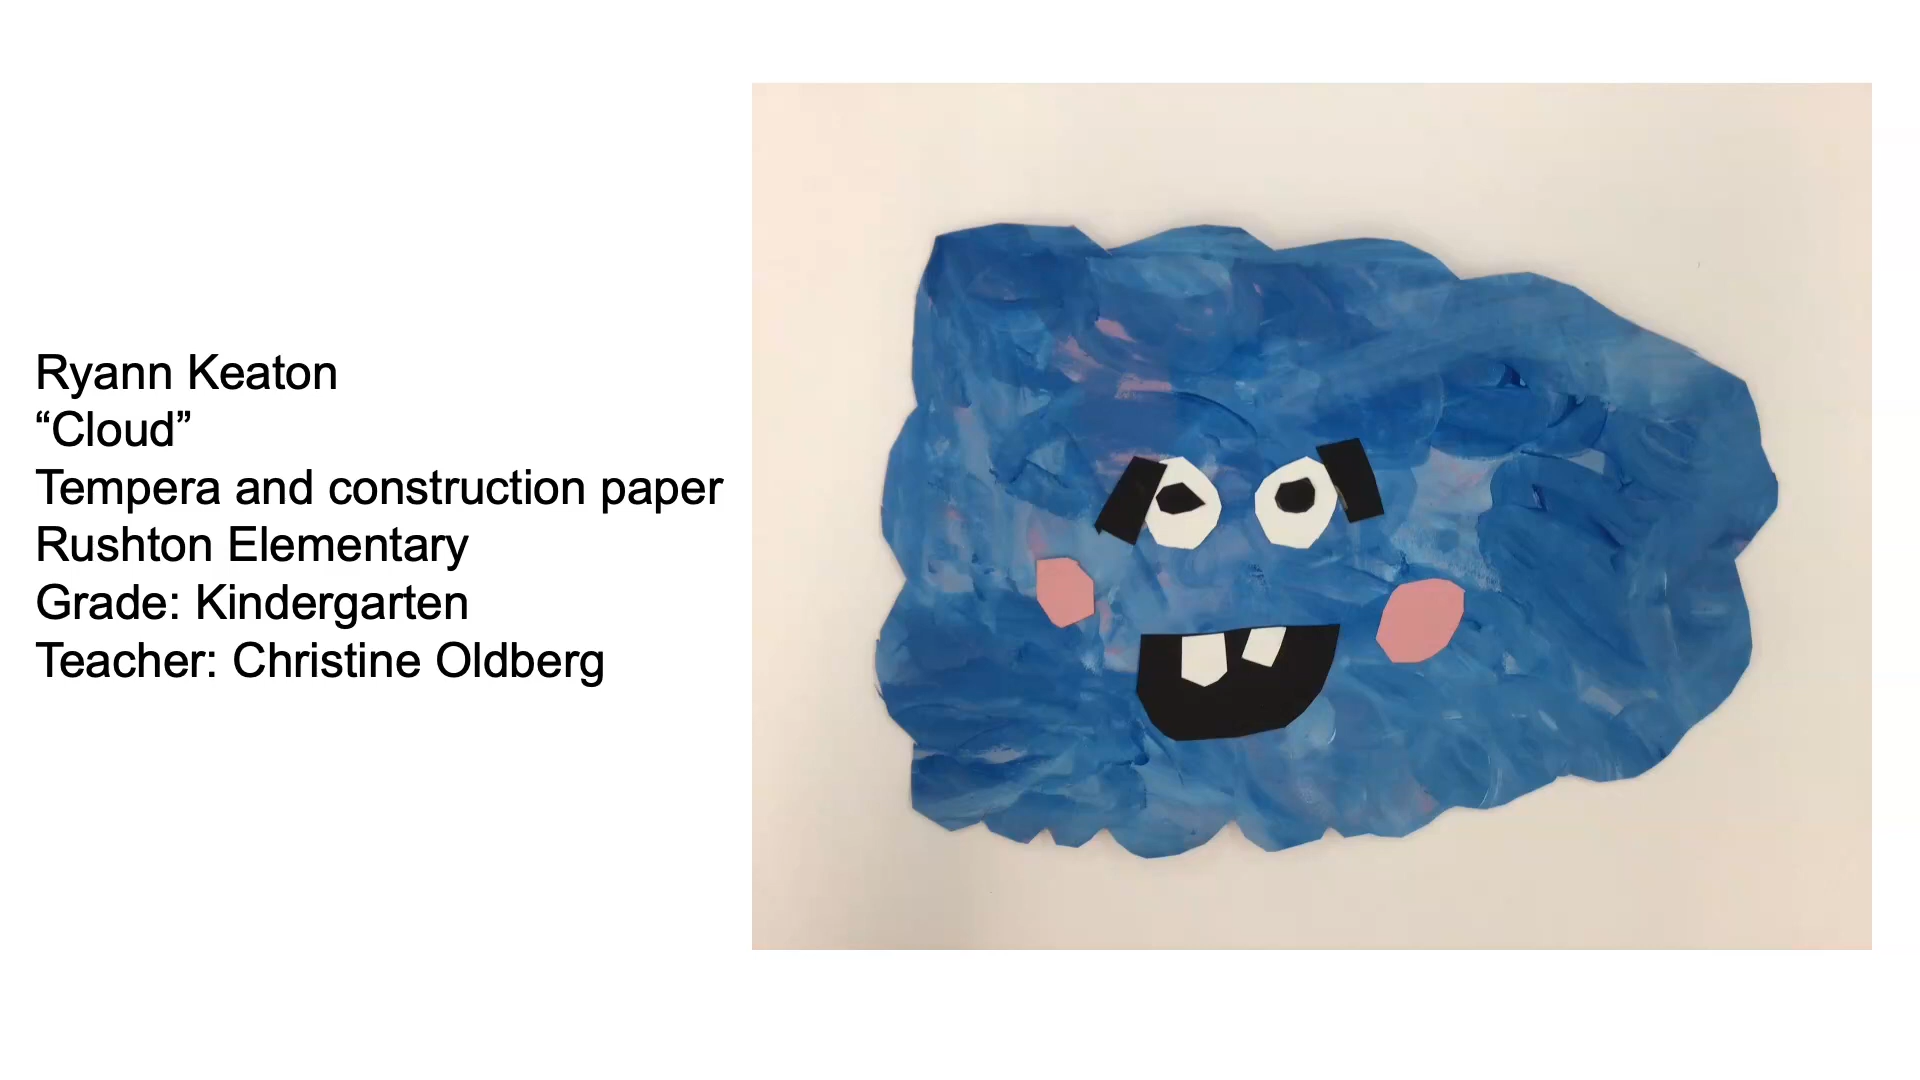 Ryann Keaton
“Cloud”
Tempera and construction paper
Rushton Elementary
Grade: Kindergarten
Teacher: Christine Oldberg